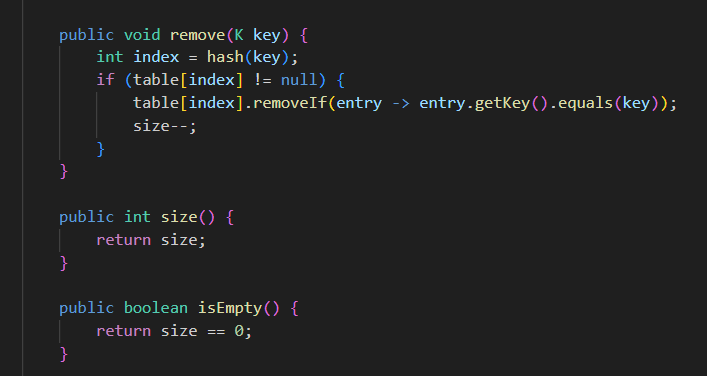 public void remove(K key) {
int index = hash(key);
if (table[index] != null) {
table[index].removeIf(entry -> entry.getKey().equals(key));
size--;
}
}
public int size() {
return size;
}
public boolean isEmpty() {
return size == 0;
}